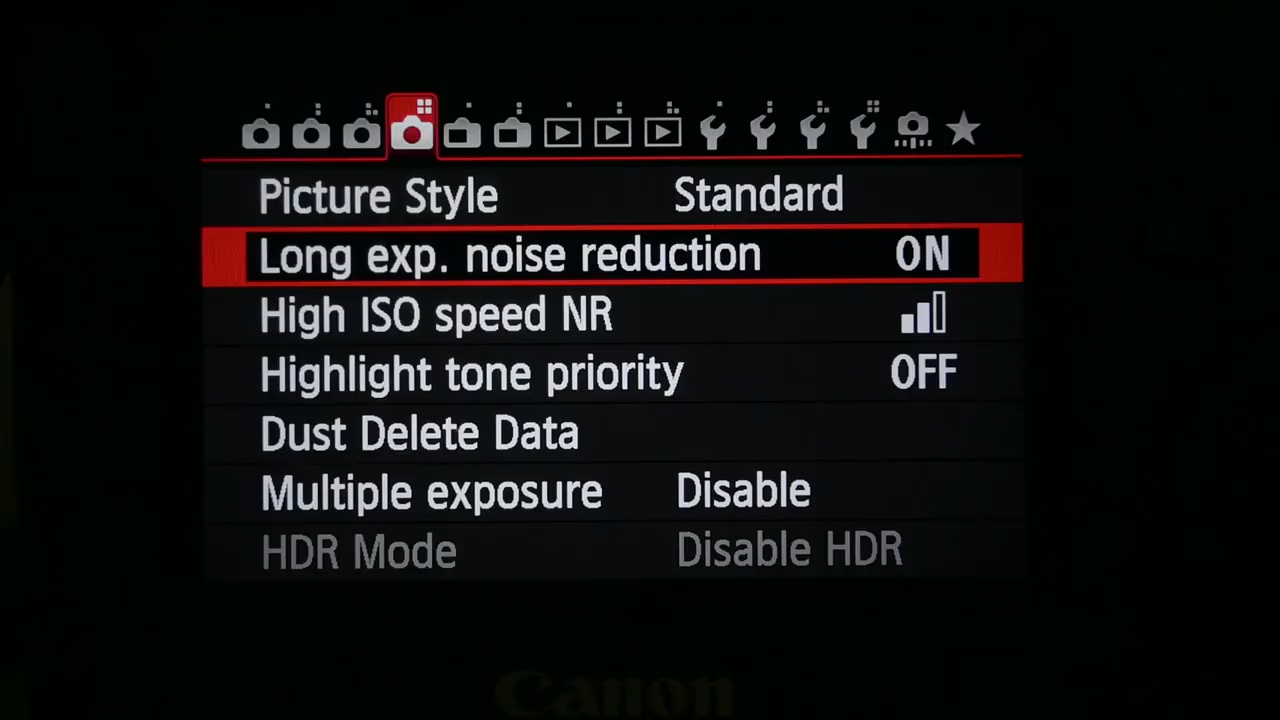 Picture Style Standard
Long exp. noise reduction ON
High ISO speed NR
Highlight tone priority OFF
Dust Delete Data
Multiple exposure Disable
HDR Mode Disable HDR
Canon